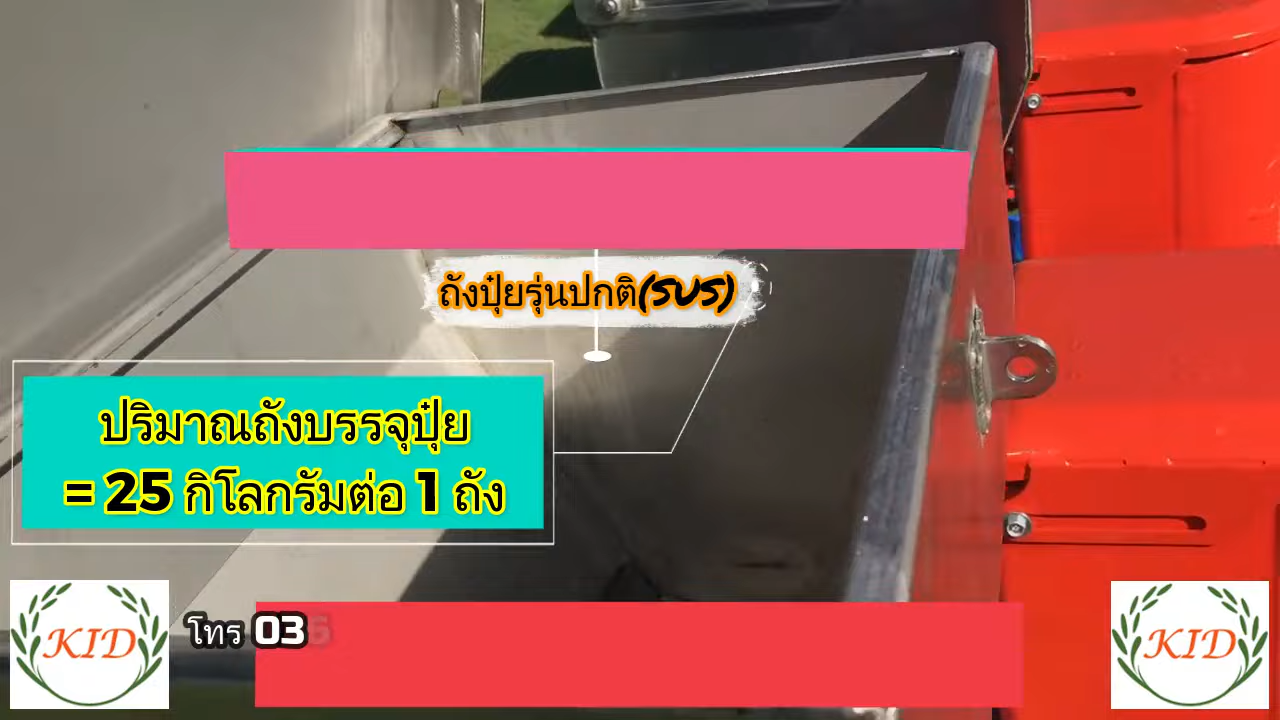 ถังปุ๋ยรุ่นปกติ(SUS)
ปริมาณถังบรรจุปุ๋ย
= 25 กิโลกรัมต่อ 1 ถัง
KID
โทร 036
KID